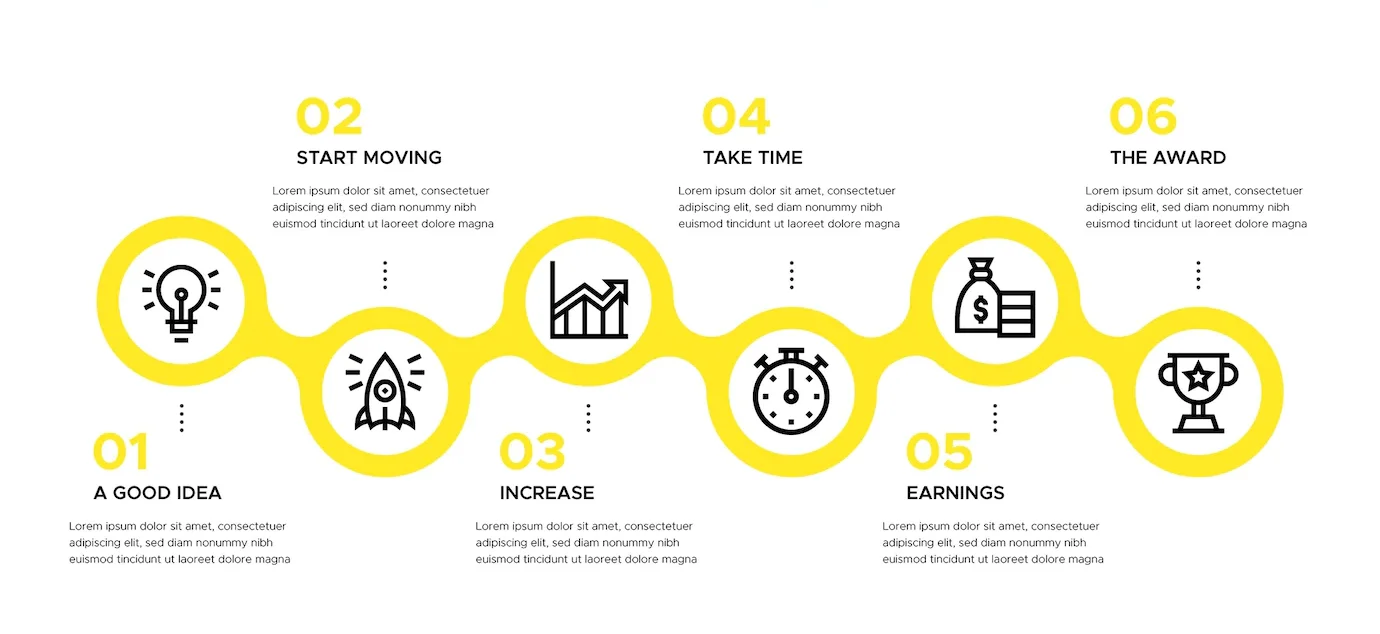 01
A GOOD IDEA
Lorem ipsum dolor sit amet, consectetuer
adipiscing elit, sed diam nonummy nibh
euismod tincidunt ut laoreet dolore magna
02
START MOVING
Lorem ipsum dolor sit amet, consectetuer
adipiscing elit, sed diam nonummy nibh
euismod tincidunt ut laoreet dolore magna
03
INCREASE
Lorem ipsum dolor sit amet, consectetuer
adipiscing elit, sed diam nonummy nibh
euismod tincidunt ut laoreet dolore magna
04
TAKE TIME
Lorem ipsum dolor sit amet, consectetuer
adipiscing elit, sed diam nonummy nibh
euismod tincidunt ut laoreet dolore magna
$
05
EARNINGS
Lorem ipsum dolor sit amet, consectetuer
adipiscing elit, sed diam nonummy nibh
euismod tincidunt ut laoreet dolore magna
06
THE AWARD
Lorem ipsum dolor sit amet, consectetuer
adipiscing elit, sed diam nonummy nibh
euismod tincidunt ut laoreet dolore magna